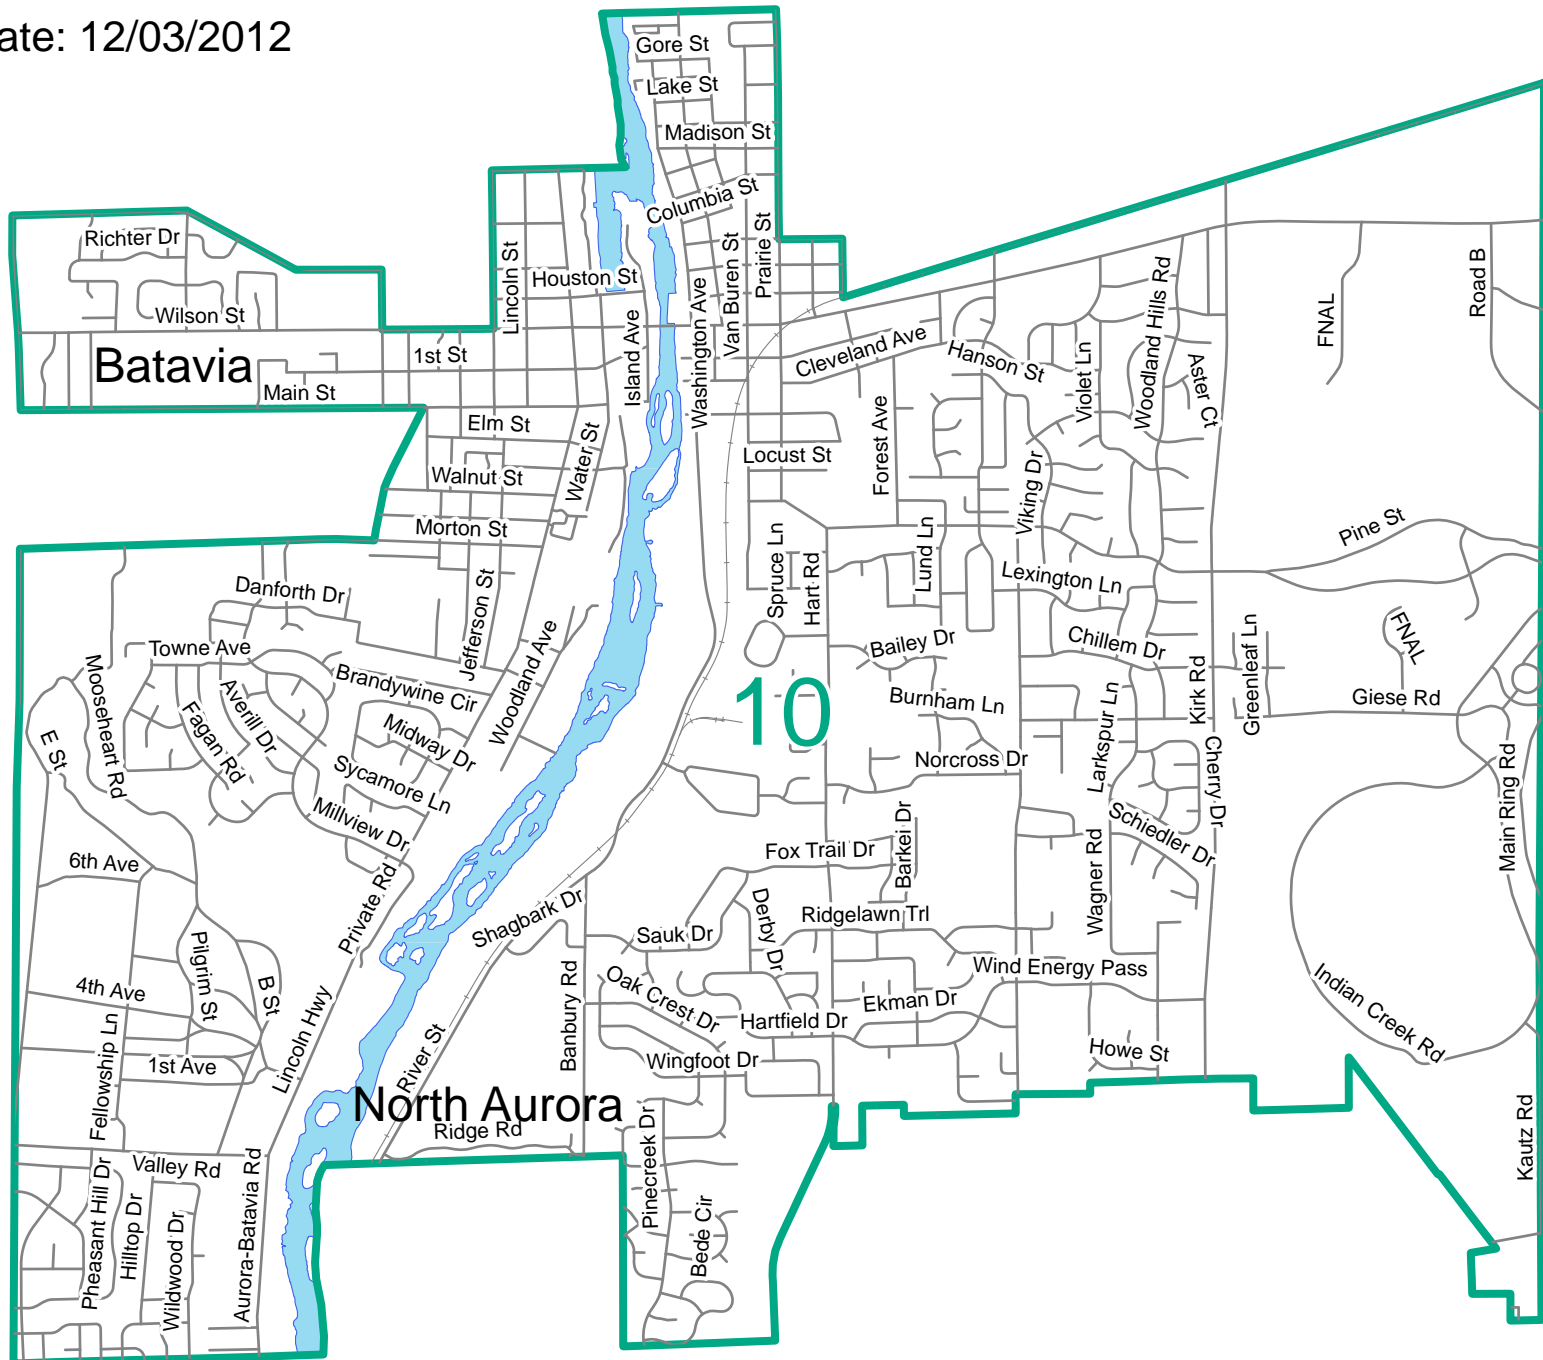 ate: 12/03/2012
Gore St
Lake St
Madison St
Columbia St
Richter Dr
Wilson St
Batavia
Main St
1st St
Lincoln St
Houston St
Island Ave
Washington Ave
Van Buren St
Prairie St
Cleveland Ave
Hanson St
Violet Ln
Woodland Hills Rd
Aster Ct
FNAL
Road B
Elm St
Walnut St
Water St
Morton St
Locust St
Forest Ave
Viking Dr
Pine St
Danforth Dr
Jefferson St
Spruce Ln
Hart Rd
Lund Ln
Lexington Ln
Towne Ave
Mooseheart Rd
Brandywine Cir
Woodland Ave
Bailey Dr
Chillem Dr
Greenleaf Ln
FNAL
Averill Dr
Fagan Rd
Midway Dr
10
Burnham Ln
Larkspur Ln
Kirk Rd
Giese Rd
E St
Sycamore Ln
Norcross Dr
Cherry Dr
Main Ring Rd
Millview Dr
Schiedler Dr
6th Ave
Private Rd
Fox Trail Dr
Barkei Dr
Wagner Rd
Shagbark Dr
Derby Dr
Ridgelawn Trl
Sauk Dr
Pilgrim St
B St
4th Ave
Oak Crest Dr
Wind Energy Pass
Ekman Dr
Hartfield Dr
Indian Creek Rd
Banbury Rd
Lincoln Hwy
Fellowship Ln
1st Ave
River St
Wingfoot Dr
Howe St
North Aurora
Ridge Rd
Pinecreek Dr
Kautz Rd
Valley Rd
Pheasant Hill Dr
Hilltop Dr
Wildwood Dr
Aurora-Batavia Rd
Bede Cir